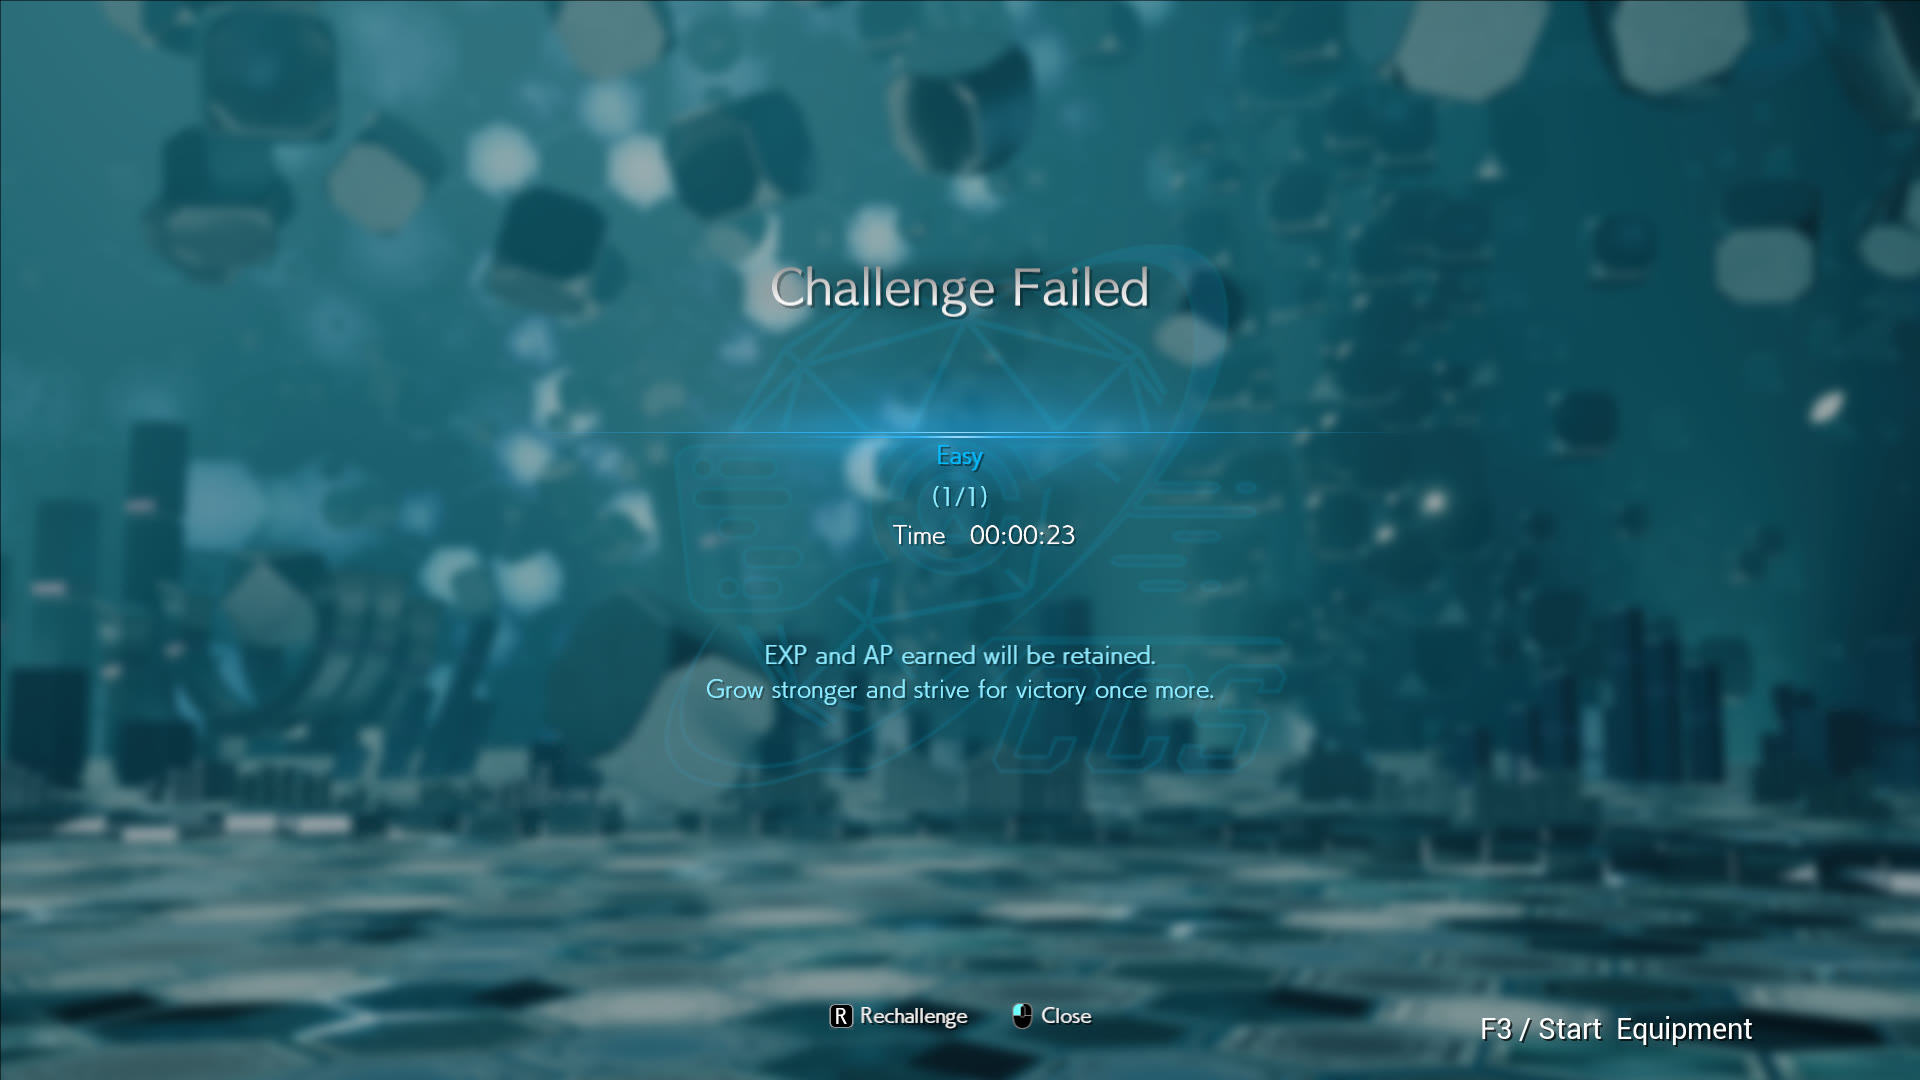 Challenge Failed
Easy
(1/1)
Time 00:00:23
EXP and AP earned will be retained.
Grow stronger and strive for victory once more.
CCS
R Rechallenge Close
F3 / Start Equipment